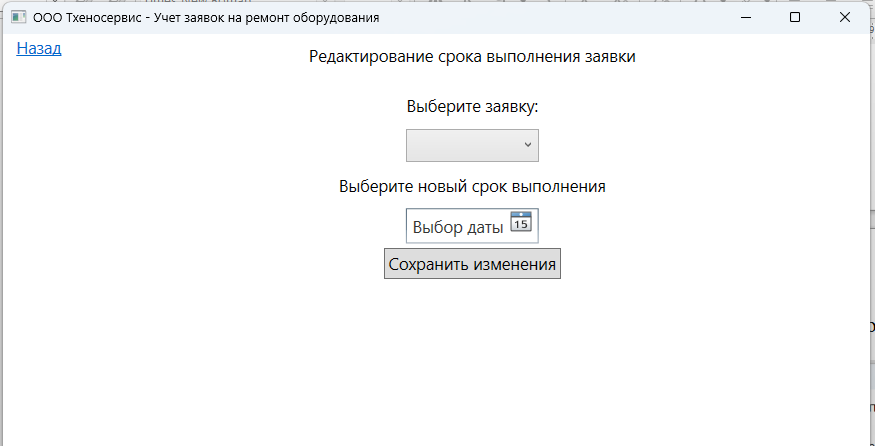 ООО Тхеносервис - Учет заявок на ремонт оборудования
Назад
Редактирование срока выполнения заявки
Выберите заявку:
Выберите новый срок выполнения
Выбор даты 15
Сохранить изменения